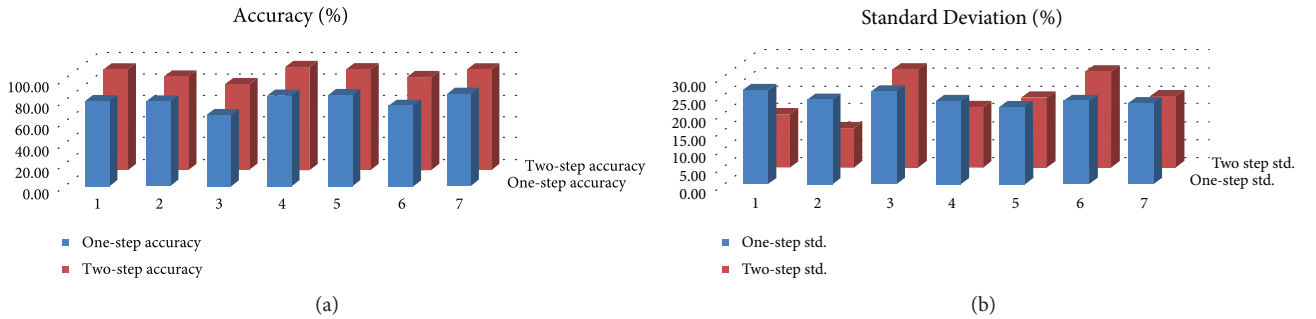 Accuracy (%)
100.00
80.00
60.00
40.00
20.00
0.00
Two-step accuracy
One-step accuracy
1 2 3 4 5 6 7
One-step accuracy
Two-step accuracy
(a)
Standard Deviation (%)
30.00
25.00
20.00
15.00
10.00
5.00
0.00
Two step std.
One-step std.
1 2 3 4 5 6 7
One-step std.
Two-step std.
(b)